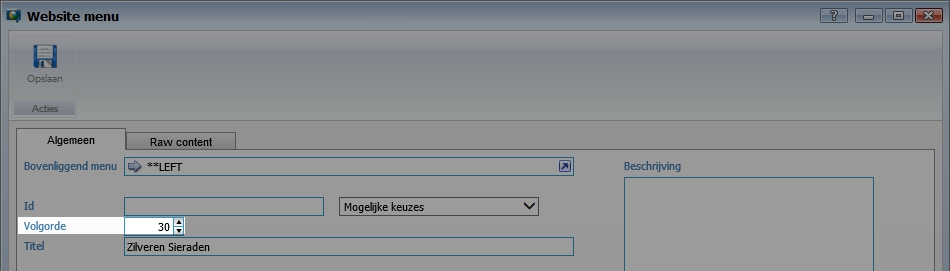 Website menu
?
Opslaan
Acties
Algemeen
Raw content
Bovenliggend menu
**LEFT
Beschrijving
Id
Mogelijke keuzes
Volgorde
30
Titel
Zilveren Sieraden